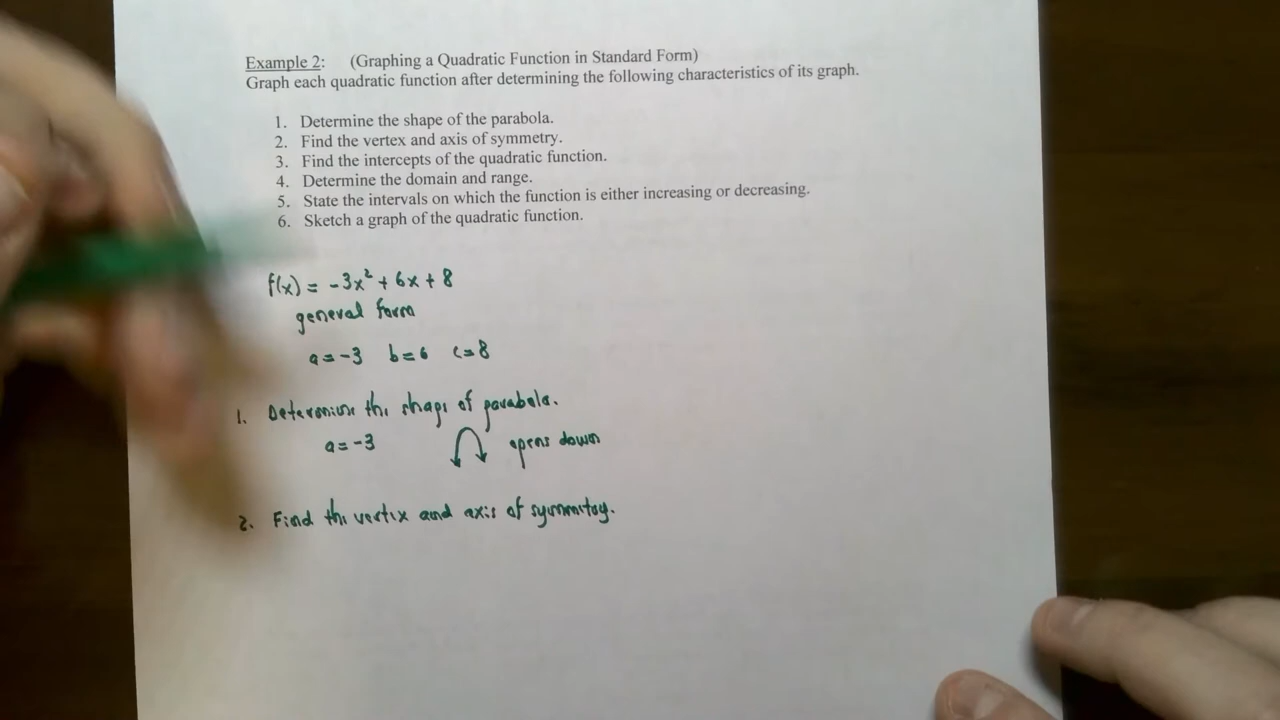 Example 2: (Graphing a Quadratic Function in Standard Form)
Graph each quadratic function after determining the following characteristics of its graph.
1. Determine the shape of the parabola.
2. Find the vertex and axis of symmetry.
3. Find the intercepts of the quadratic function.
4. Determine the domain and range.
5. State the intervals on which the function is either increasing or decreasing.
6. Sketch a graph of the quadratic function.
f(x) = -3x² + 6x + 8
general form
a = -3 b = 6 c = 8
1. Determine the shape of parabola.
a = -3 opens down
2. Find the vertex and axis of symmetry.